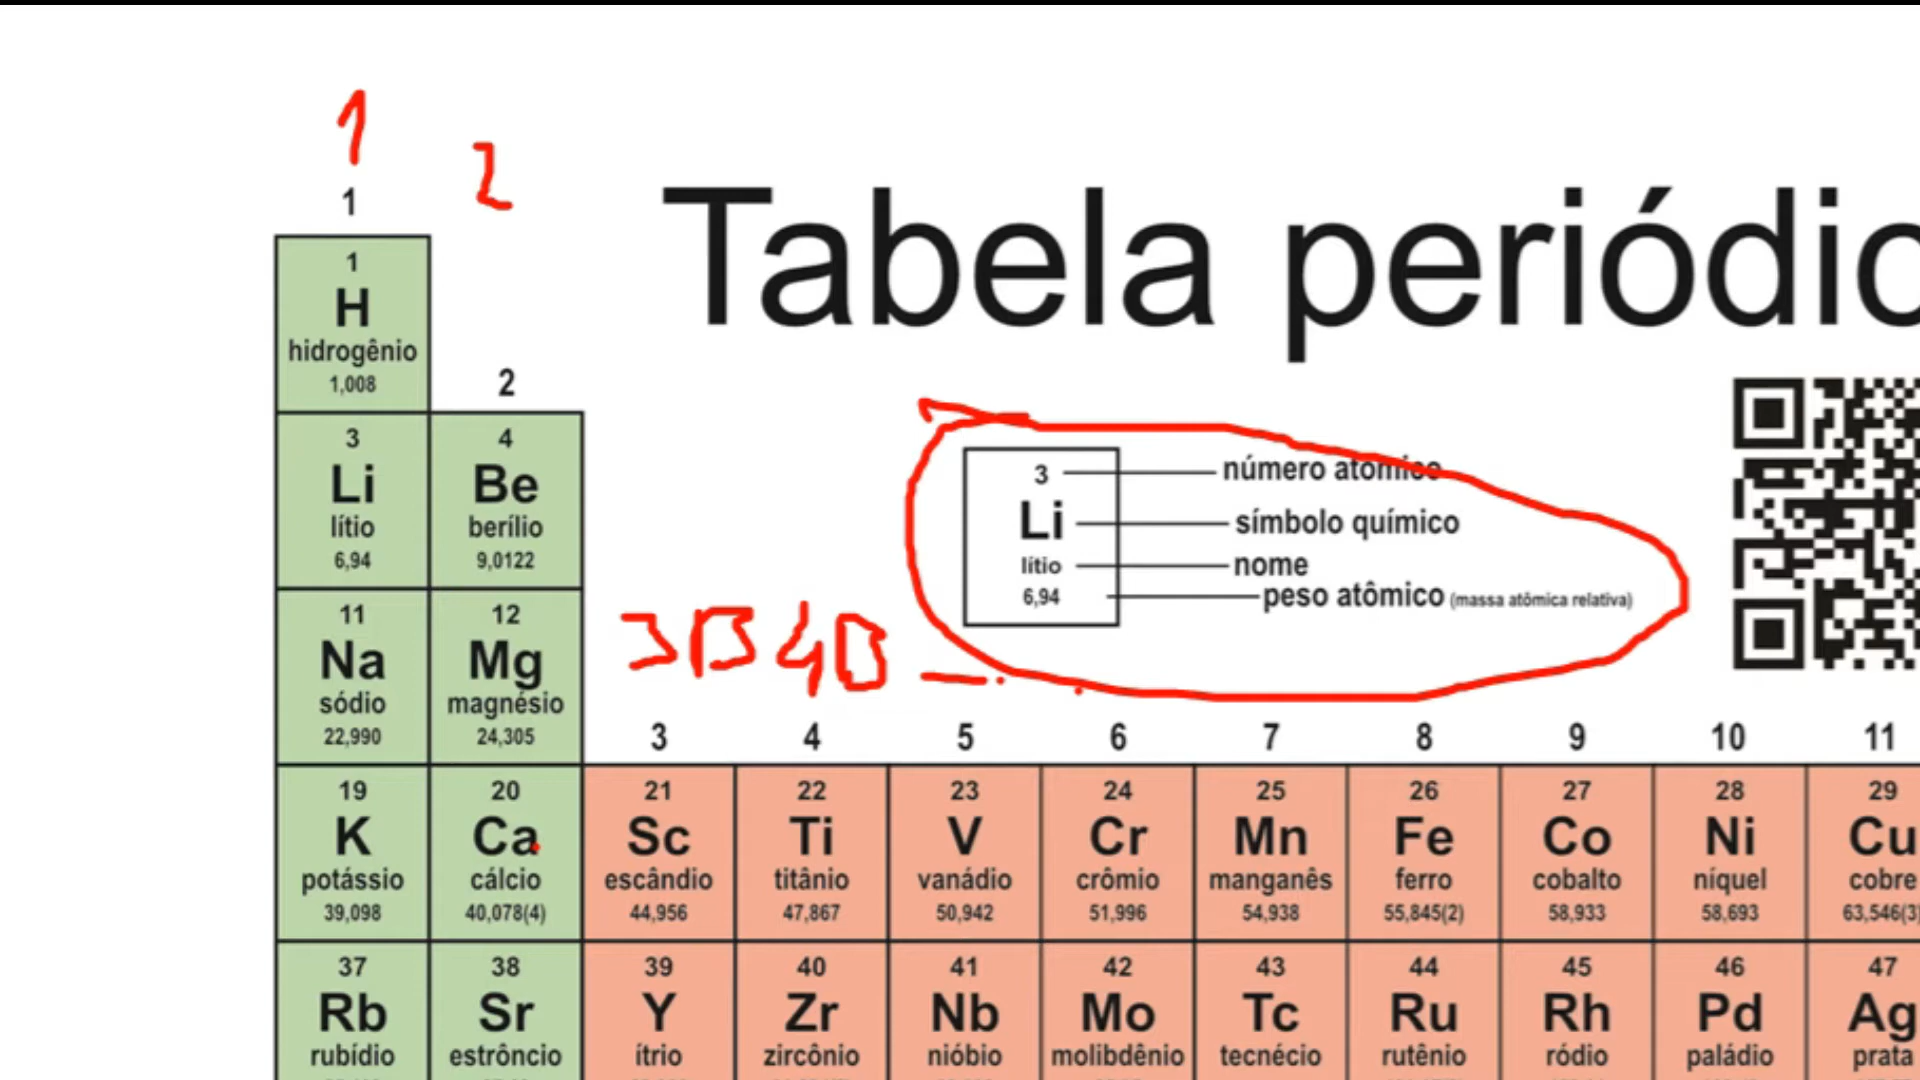 1
2
1
Tabela periódic
1
H
hidrogênio
1,008
2
3
Li
lítio
6,94
4
Be
berílio
9,0122
3 número atômico
Li símbolo químico
lítio nome
6,94 peso atômico (massa atômica relativa)
11
Na
sódio
22,990
12
Mg
magnésio
24,305
3B 4B
3 4 5 6 7 8 9 10 11
19 20 21 22 23 24 25 26 27 28 29
K Ca Sc Ti V Cr Mn Fe Co Ni Cu
potássio cálcio escândio titânio vanádio crômio manganês ferro cobalto níquel cobre
39,098 40,078(4) 44,956 47,867 50,942 51,996 54,938 55,845(2) 58,933 58,693 63,546(3)
37 38 39 40 41 42 43 44 45 46 47
Rb Sr Y Zr Nb Mo Tc Ru Rh Pd Ag
rubídio estrôncio ítrio zircônio nióbio molibdênio tecnécio rutênio ródio paládio prata